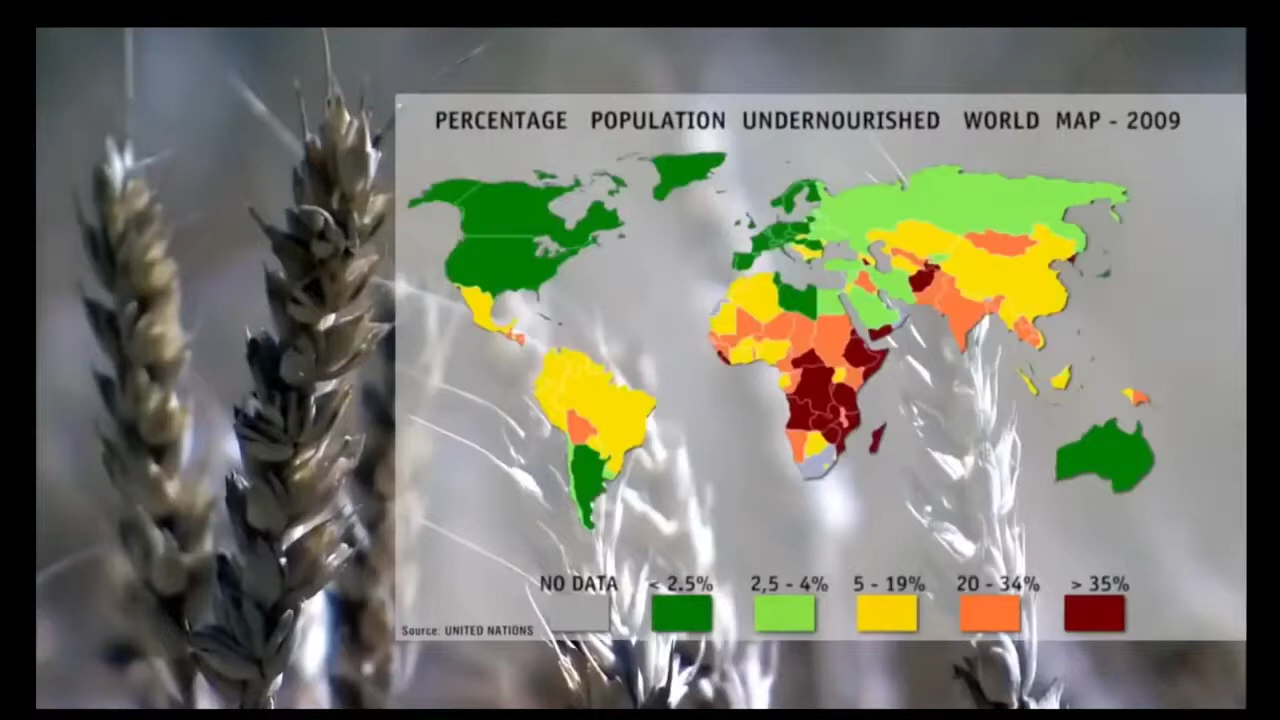 PERCENTAGE POPULATION UNDERNOURISHED WORLD MAP - 2009
NO DATA < 2.5% 2,5 - 4% 5 - 19% 20 - 34% > 35%
Source: UNITED NATIONS